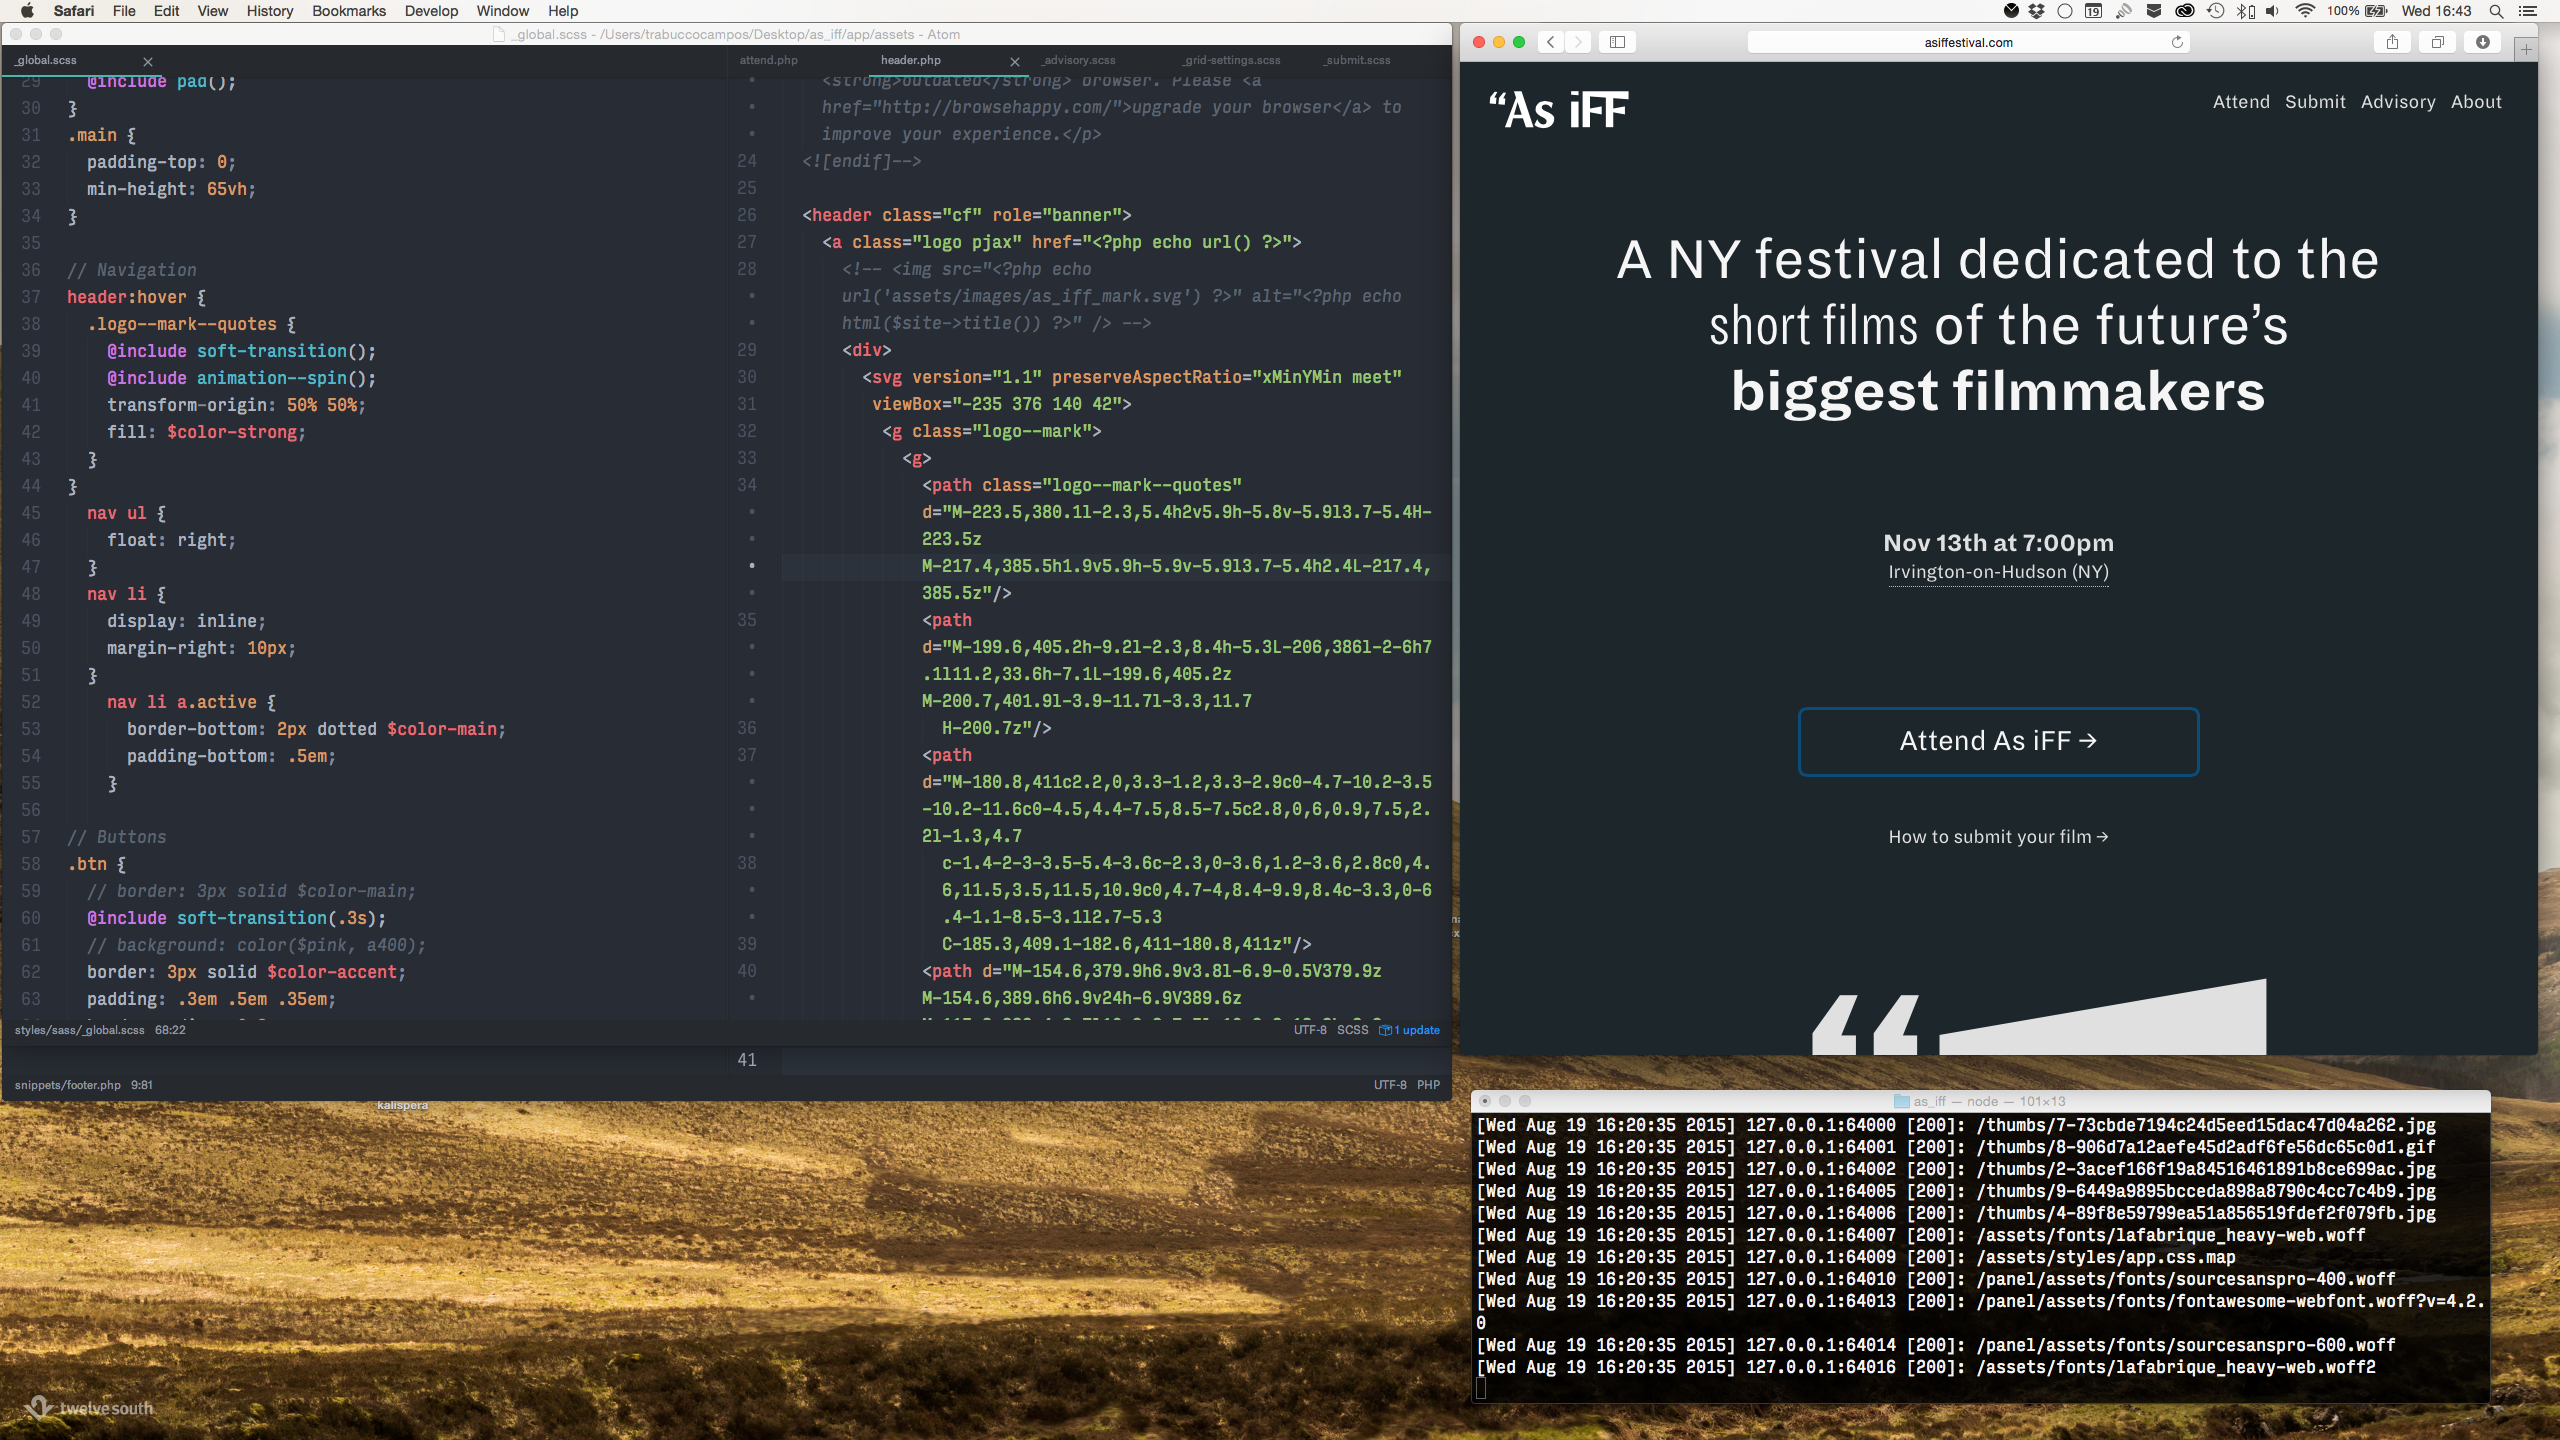 Safari File Edit View History Bookmarks Develop Window Help
19 100% Wed 16:43
_global.scss - /Users/trabuccocampos/Desktop/as_iff/app/assets - Atom
_global.scss
29 @include pad();
30 }
31 .main {
32 padding-top: 0;
33 min-height: 65vh;
34 }
35
36 // Navigation
37 header:hover {
38 .logo--mark--quotes {
39 @include soft-transition();
40 @include animation--spin();
41 transform-origin: 50% 50%;
42 fill: $color-strong;
43 }
44 }
45 nav ul {
46 float: right;
47 }
48 nav li {
49 display: inline;
50 margin-right: 10px;
51 }
52 nav li a.active {
53 border-bottom: 2px dotted $color-main;
54 padding-bottom: .5em;
55 }
56
57 // Buttons
58 .btn {
59 // border: 3px solid $color-main;
60 @include soft-transition(.3s);
61 // background: color($pink, a400);
62 border: 3px solid $color-accent;
63 padding: .3em .5em .35em;
styles/sass/_global.scss 68:22
UTF-8 SCSS 1 update
attend.php header.php _advisory.scss _grid-settings.scss _submit.scss
<strong>outdated</strong> browser. Please <a
href="http://browsehappy.com/">upgrade your browser</a> to
improve your experience.</p>
24 <![endif]-->
25
26 <header class="cf" role="banner">
27 <a class="logo pjax" href="<?php echo url() ?>">
28 <!-- <img src="<?php echo
url('assets/images/as_iff_mark.svg') ?>" alt="<?php echo
html($site->title()) ?>" /> -->
29 <div>
30 <svg version="1.1" preserveAspectRatio="xMinYMin meet"
31 viewBox="-235 376 140 42">
32 <g class="logo--mark">
33 <g>
34 <path class="logo--mark--quotes"
d="M-223.5,380.1l-2.3,5.4h2v5.9h-5.8v-5.9l3.7-5.4H-
223.5z
M-217.4,385.5h1.9v5.9h-5.9v-5.9l3.7-5.4h2.4L-217.4,
385.5z"/>
35 <path
d="M-199.6,405.2h-9.2l-2.3,8.4h-5.3L-206,386l-2-6h7
.1l11.2,33.6h-7.1L-199.6,405.2z
M-200.7,401.9l-3.9-11.7l-3.3,11.7
36 H-200.7z"/>
37 <path
d="M-180.8,411c2.2,0,3.3-1.2,3.3-2.9c0-4.7-10.2-3.5
-10.2-11.6c0-4.5,4.4-7.5,8.5-7.5c2.8,0,6,0.9,7.5,2.
2l-1.3,4.7
38 c-1.4-2-3-3.5-5.4-3.6c-2.3,0-3.6,1.2-3.6,2.8c0,4.
6,11.5,3.5,11.5,10.9c0,4.7-4,8.4-9.9,8.4c-3.3,0-6
.4-1.1-8.5-3.1l2.7-5.3
39 C-185.3,409.1-182.6,411-180.8,411z"/>
40 <path d="M-154.6,379.9h6.9v3.8l-6.9-0.5V379.9z
M-154.6,389.6h6.9v24h-6.9V389.6z
41
snippets/footer.php 9:81
UTF-8 PHP
kalispera
twelve south
asiffestival.com
“As iFF
Attend Submit Advisory About
A NY festival dedicated to the
short films of the future’s
biggest filmmakers
Nov 13th at 7:00pm
Irvington-on-Hudson (NY)
Attend As iFF →
How to submit your film →
as_iff — node — 101×13
[Wed Aug 19 16:20:35 2015] 127.0.0.1:64000 [200]: /thumbs/7-73cbde7194c24d5eed15dac47d04a262.jpg
[Wed Aug 19 16:20:35 2015] 127.0.0.1:64001 [200]: /thumbs/8-906d7a12aefe45d2adf6fe56dc65c0d1.gif
[Wed Aug 19 16:20:35 2015] 127.0.0.1:64002 [200]: /thumbs/2-3acef166f19a84516461891b8ce699ac.jpg
[Wed Aug 19 16:20:35 2015] 127.0.0.1:64005 [200]: /thumbs/9-6449a9895bcceda898a8790c4cc7c4b9.jpg
[Wed Aug 19 16:20:35 2015] 127.0.0.1:64006 [200]: /thumbs/4-89f8e59799ea51a856519fdef2f079fb.jpg
[Wed Aug 19 16:20:35 2015] 127.0.0.1:64007 [200]: /assets/fonts/lafabrique_heavy-web.woff
[Wed Aug 19 16:20:35 2015] 127.0.0.1:64009 [200]: /assets/styles/app.css.map
[Wed Aug 19 16:20:35 2015] 127.0.0.1:64010 [200]: /panel/assets/fonts/sourcesanspro-400.woff
[Wed Aug 19 16:20:35 2015] 127.0.0.1:64013 [200]: /panel/assets/fonts/fontawesome-webfont.woff?v=4.2.
0
[Wed Aug 19 16:20:35 2015] 127.0.0.1:64014 [200]: /panel/assets/fonts/sourcesanspro-600.woff
[Wed Aug 19 16:20:35 2015] 127.0.0.1:64016 [200]: /assets/fonts/lafabrique_heavy-web.woff2